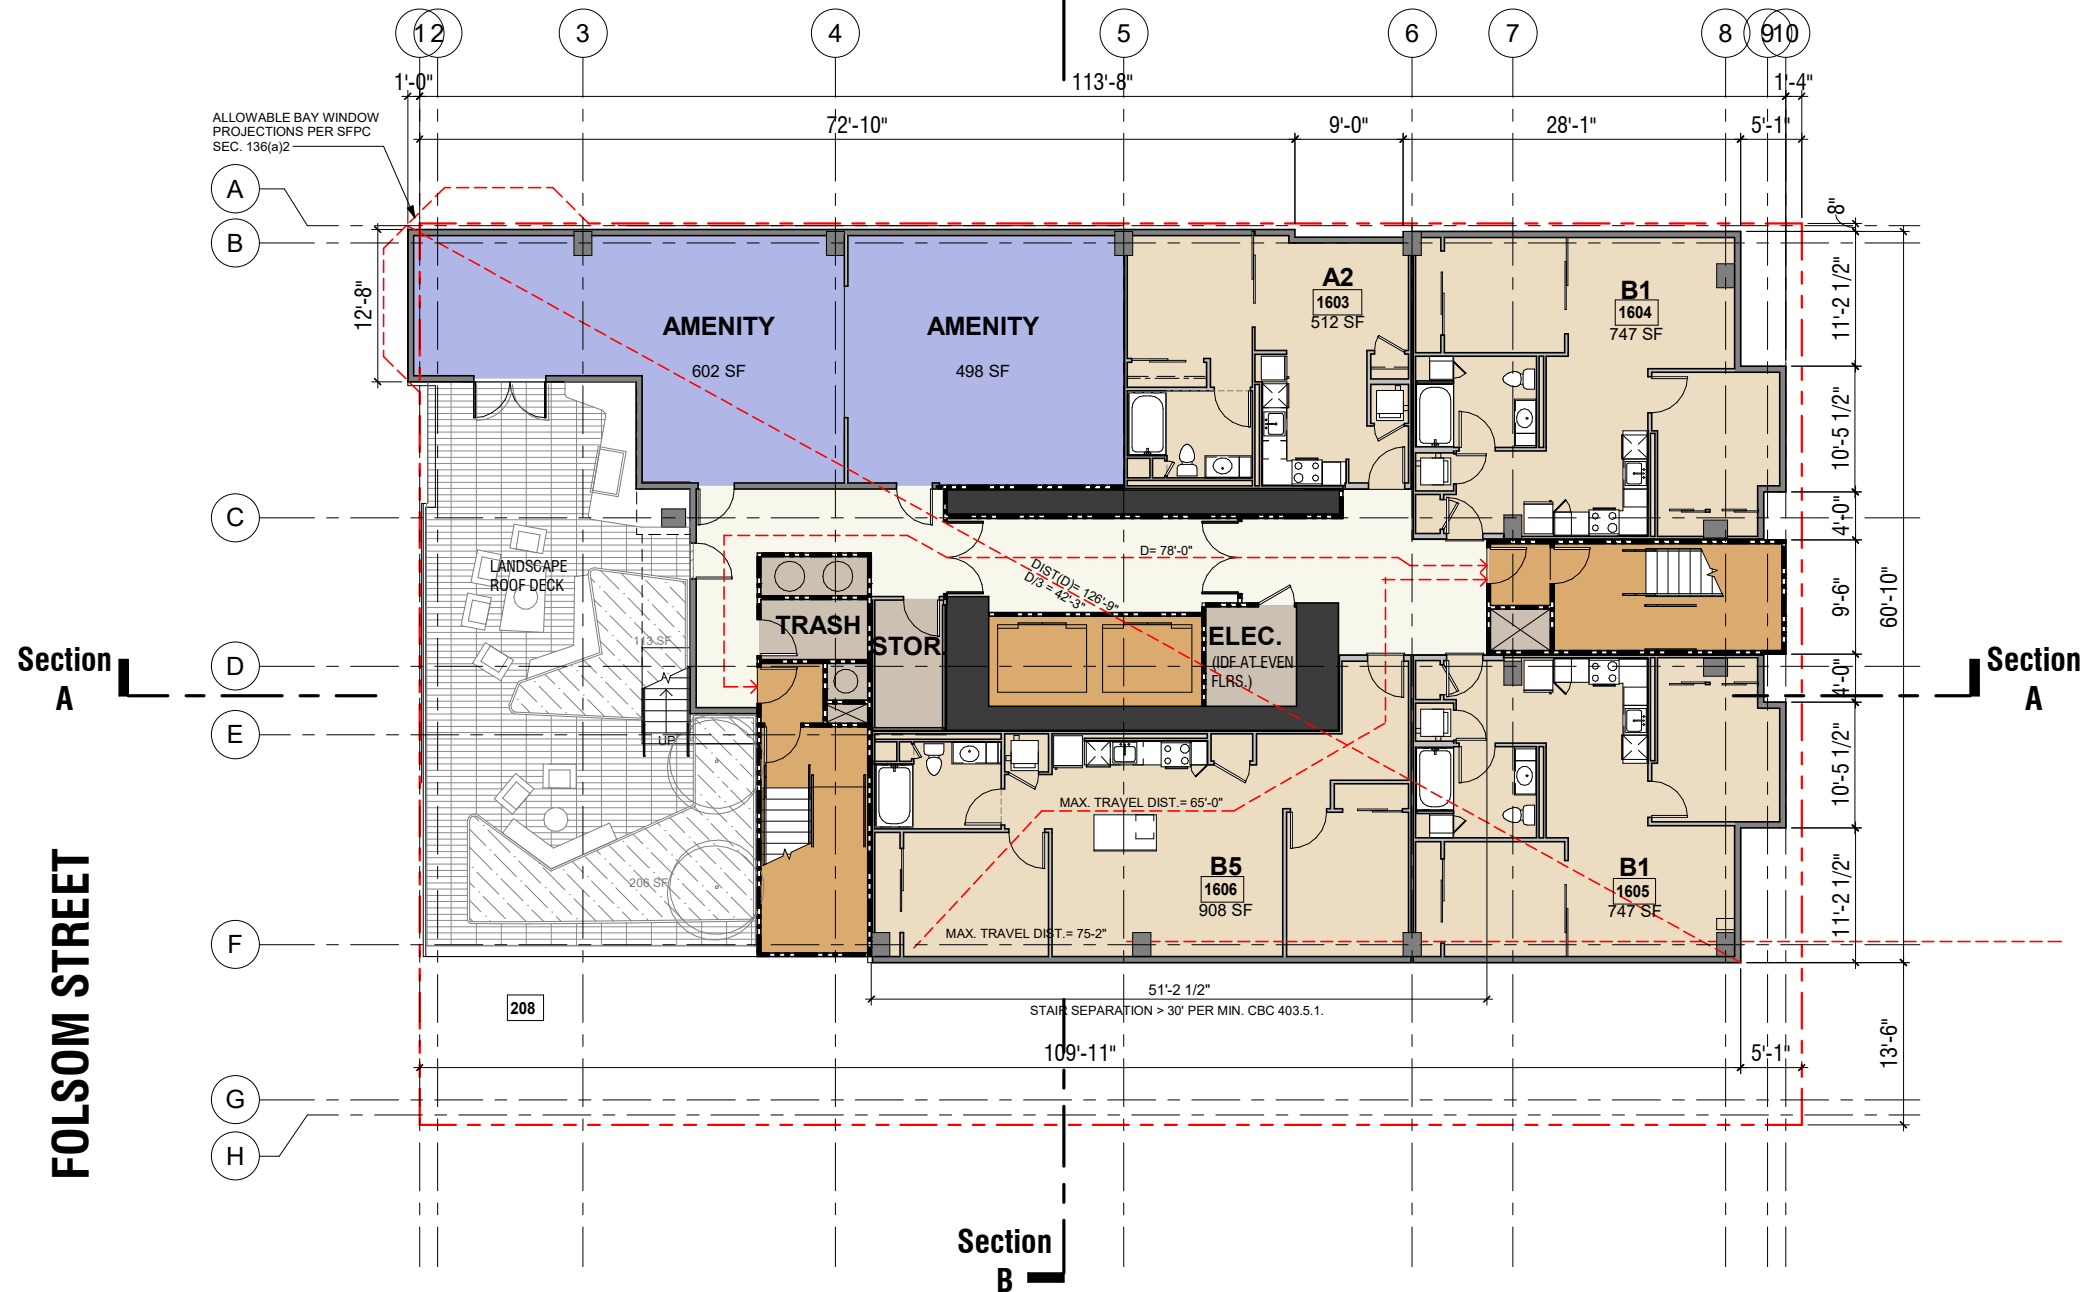 1 2 3 4 5 6 7 8 9 10
1'-0"
113'-8"
1'-4"
72'-10"
9'-0"
28'-1"
5'-1"
ALLOWABLE BAY WINDOW
PROJECTIONS PER SFPC
SEC. 136(a)2
A
B
C
D
E
F
G
H
12'-8"
8"
11'-2 1/2"
10'-5 1/2"
4'-0"
9'-6"
4'-0"
10'-5 1/2"
11'-2 1/2"
60'-10"
13'-6"
AMENITY
602 SF
AMENITY
498 SF
A2
1603
512 SF
B1
1604
747 SF
D= 78'-0"
DIST(D)= 126'-9"
D/3 = 42'-3"
LANDSCAPE
ROOF DECK
113 SF
UP
206 SF
TRASH
STOR.
ELEC.
(IDF AT EVEN
FLRS.)
Section
A
Section
A
MAX. TRAVEL DIST.= 65'-0"
B5
1606
908 SF
B1
1605
747 SF
MAX. TRAVEL DIST.= 75'-2"
51'-2 1/2"
STAIR SEPARATION > 30' PER MIN. CBC 403.5.1.
208
109'-11"
5'-1"
FOLSOM STREET
Section
B